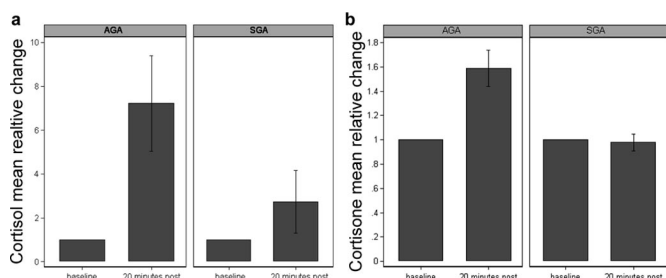 a
AGA
SGA
Cortisol mean realtive change
10
8
6
4
2
0
baseline
20 minutes post
baseline
20 minutes post
b
AGA
SGA
Cortisone mean relative change
1.8
1.6
1.4
1.2
1
.8
.6
.4
.2
0
baseline
20 minutes post
baseline
20 minutes post